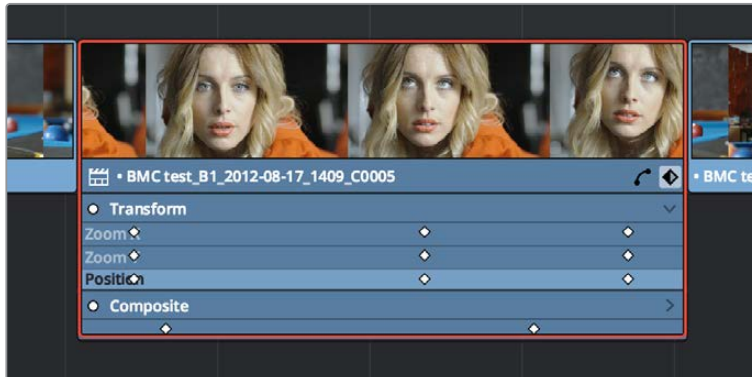 • BMC test_B1_2012-08-17_1409_C0005
• BMC te
Transform
Zoom
Zoom
Position
Composite